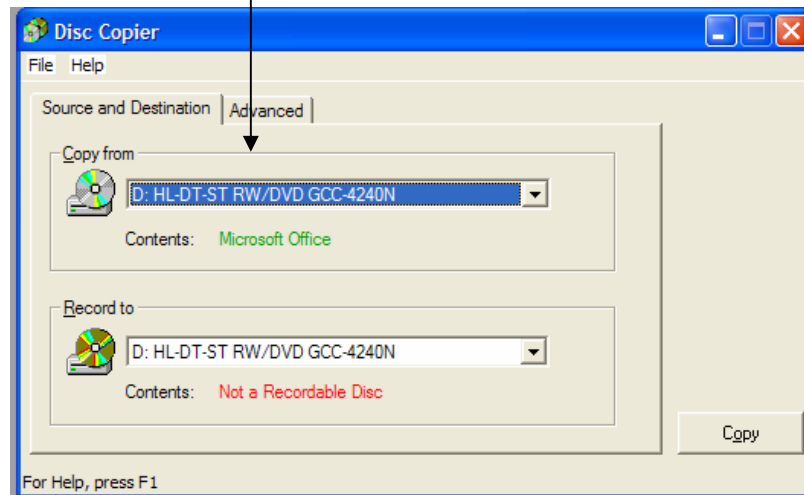 Disc Copier
File Help
Source and Destination Advanced
Copy from
D: HL-DT-ST RW/DVD GCC-4240N
Contents: Microsoft Office
Record to
D: HL-DT-ST RW/DVD GCC-4240N
Contents: Not a Recordable Disc
Copy
For Help, press F1